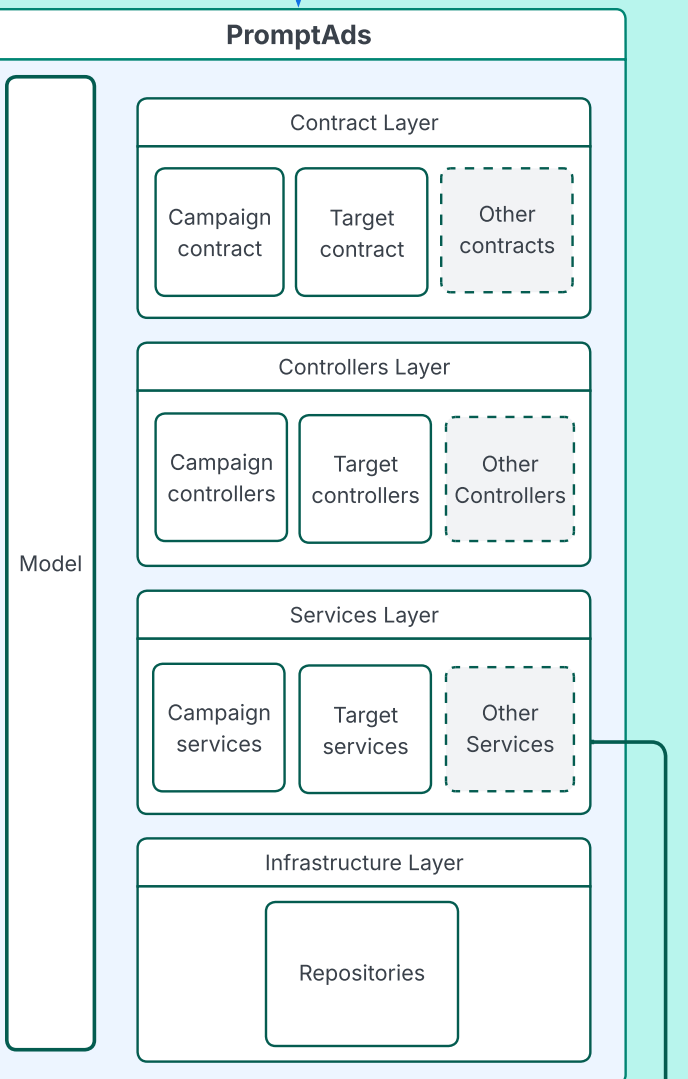 PromptAds
Model
Contract Layer
Campaign
contract
Target
contract
Other
contracts
Controllers Layer
Campaign
controllers
Target
controllers
Other
Controllers
Services Layer
Campaign
services
Target
services
Other
Services
Infrastructure Layer
Repositories